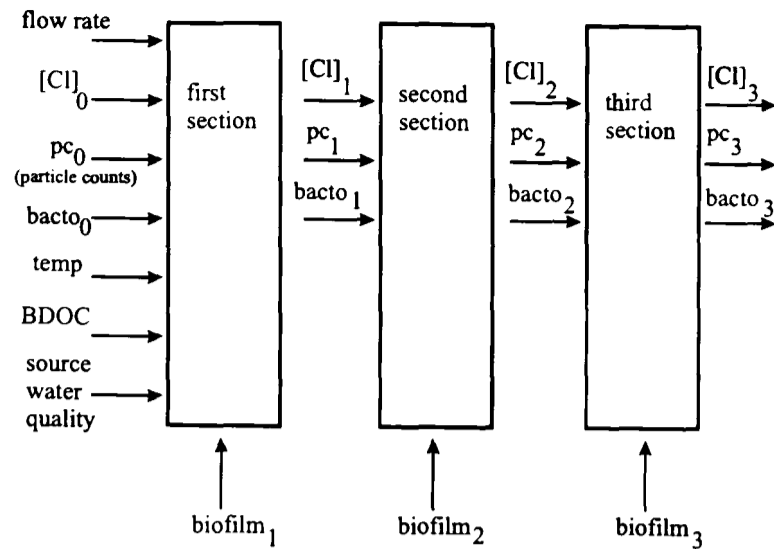 flow rate
[Cl]0
pc0
(particle counts)
bacto0
temp
BDOC
source
water
quality
first
section
[Cl]1
pc1
bacto1
second
section
[Cl]2
pc2
bacto2
third
section
[Cl]3
pc3
bacto3
biofilm1
biofilm2
biofilm3